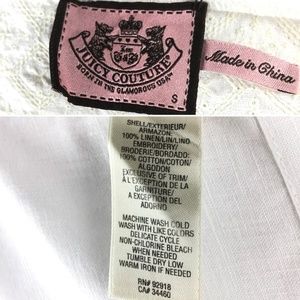 JUICY COUTURE
BORN IN THE GLAMOROUS USA
S
Made in China
SHELL/EXTERIEUR/
ARMAZON:
100% LINEN/LIN/LINO
EMBROIDERY/
BRODERIE/BORDADO:
100% COTTON/COTON/
ALGODON
EXCLUSIVE OF TRIM/
À L'EXCEPTION DE LA
GARNITURE/
A EXCEPCIÓN DEL
ADORNO
MACHINE WASH COLD
WASH WITH LIKE COLORS
DELICATE CYCLE
NON-CHLORINE BLEACH
WHEN NEEDED
TUMBLE DRY LOW
WARM IRON IF NEEDED
RN# 92918
CA# 34460